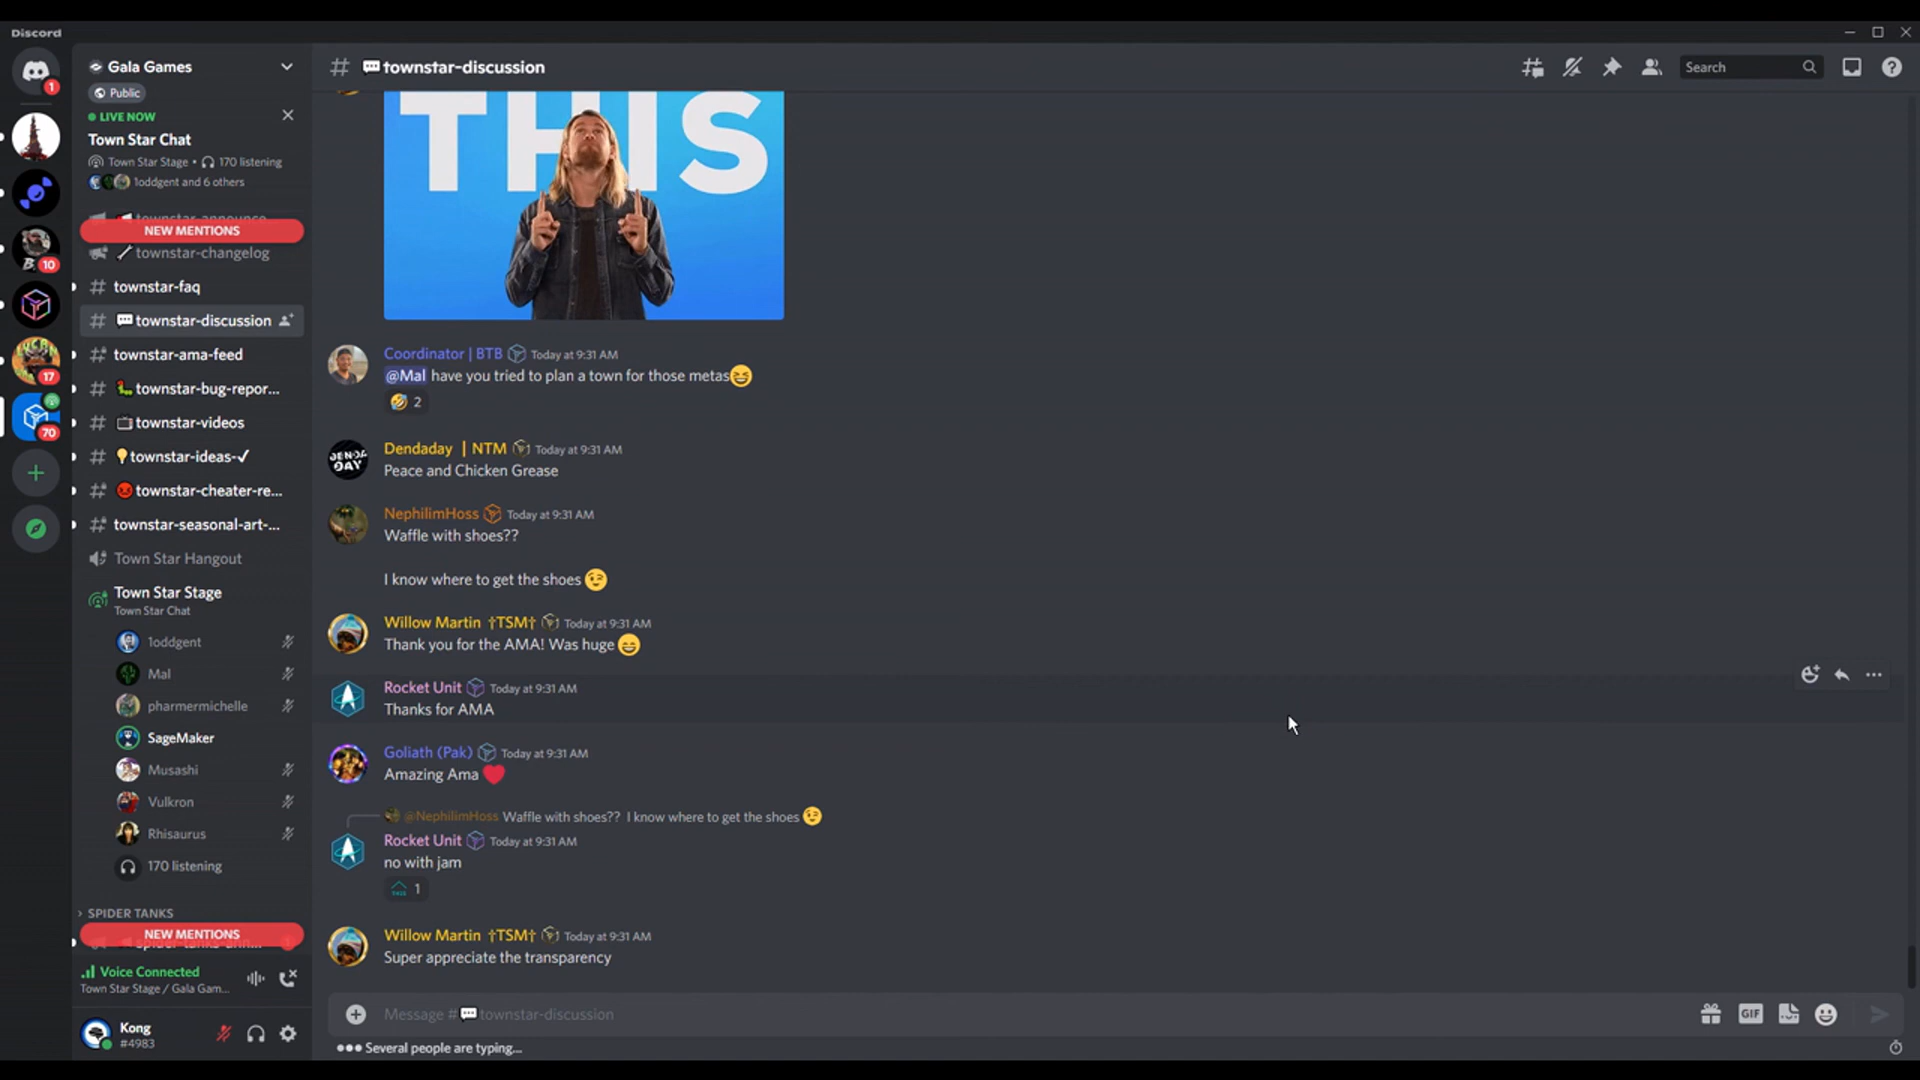 Discord
1
Gala Games
Public
LIVE NOW
Town Star Chat
Town Star Stage • 170 listening
1oddgent and 6 others
townstar-announce
NEW MENTIONS
townstar-changelog
townstar-faq
townstar-discussion
townstar-ama-feed
townstar-bug-repor...
townstar-videos
townstar-ideas-✓
townstar-cheater-re...
townstar-seasonal-art-...
Town Star Hangout
Town Star Stage
Town Star Chat
1oddgent
Mal
pharmermichelle
SageMaker
Musashi
Vulkron
Rhisaurus
170 listening
SPIDER TANKS
NEW MENTIONS
Voice Connected
Town Star Stage / Gala Gam...
Kong
#4983
B.
10
17
70
# townstar-discussion
Search
THIS
Coordinator | BTB Today at 9:31 AM
@Mal have you tried to plan a town for those metas😆
🤣 2
DENDA DAY
Dendaday | NTM Today at 9:31 AM
Peace and Chicken Grease
NephilimHoss Today at 9:31 AM
Waffle with shoes??
I know where to get the shoes 😉
Willow Martin †TSM† Today at 9:31 AM
Thank you for the AMA! Was huge 😄
Rocket Unit Today at 9:31 AM
Thanks for AMA
Goliath (Pak) Today at 9:31 AM
Amazing Ama ❤️
@NephilimHoss Waffle with shoes?? I know where to get the shoes 😉
Rocket Unit Today at 9:31 AM
no with jam
1
Willow Martin †TSM† Today at 9:31 AM
Super appreciate the transparency
Message #💬townstar-discussion
GIF
Several people are typing...